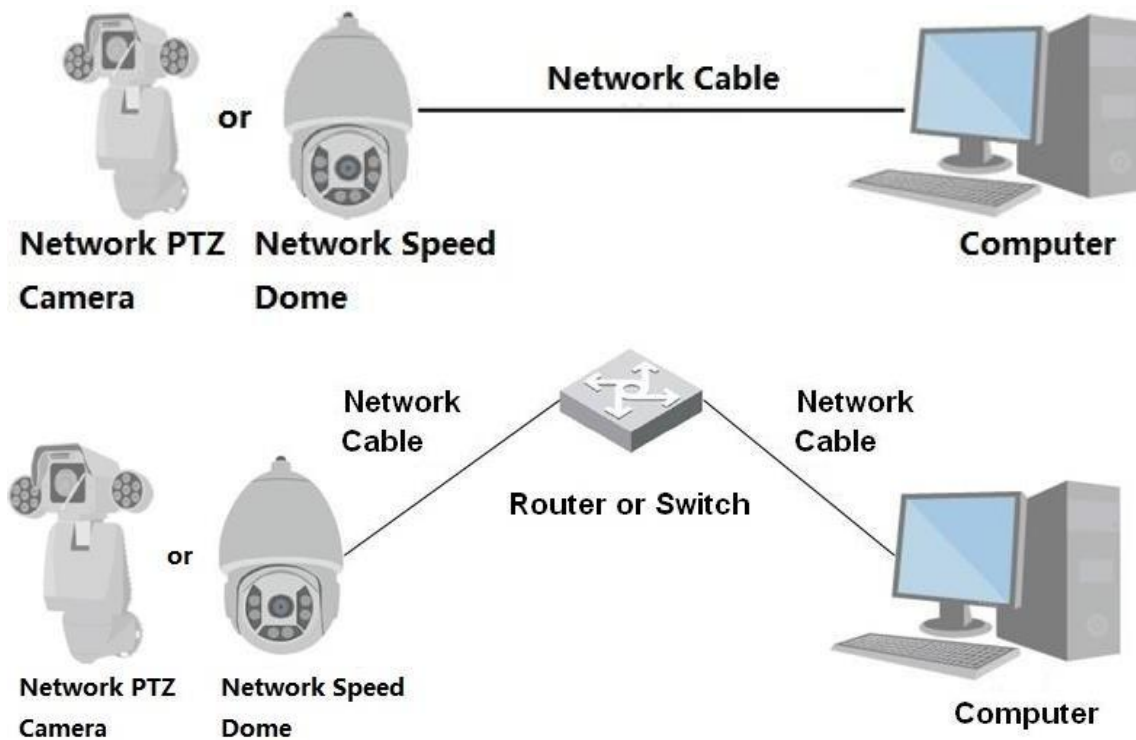 Network Cable
or
Network PTZ
Camera
Network Speed
Dome
Computer
Network
Cable
Network
Cable
Router or Switch
or
Network PTZ
Camera
Network Speed
Dome
Computer